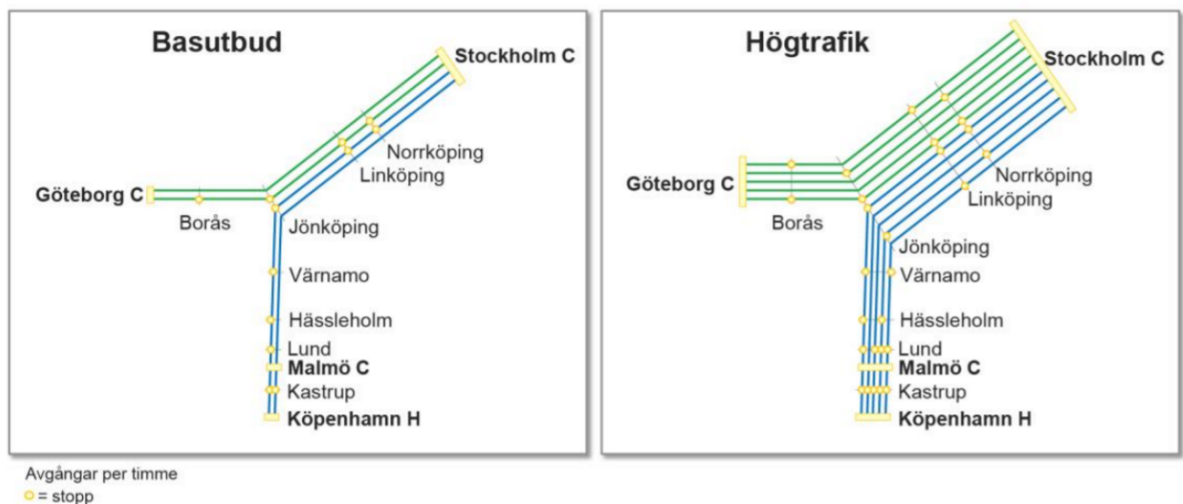 Basutbud
Stockholm C
Norrköping
Linköping
Göteborg C
Borås
Jönköping
Värnamo
Hässleholm
Lund
Malmö C
Kastrup
Köpenhamn H
Högtrafik
Stockholm C
Norrköping
Linköping
Göteborg C
Borås
Jönköping
Värnamo
Hässleholm
Lund
Malmö C
Kastrup
Köpenhamn H
Avgångar per timme
= stopp